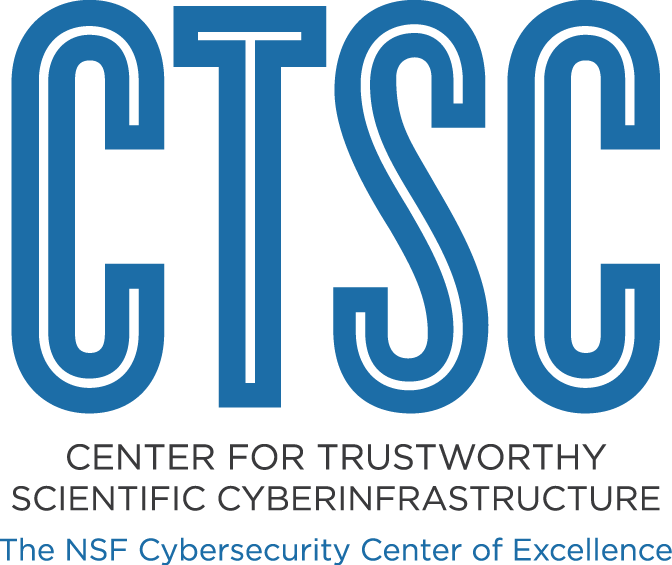 CTSC
CENTER FOR TRUSTWORTHY
SCIENTIFIC CYBERINFRASTRUCTURE
The NSF Cybersecurity Center of Excellence